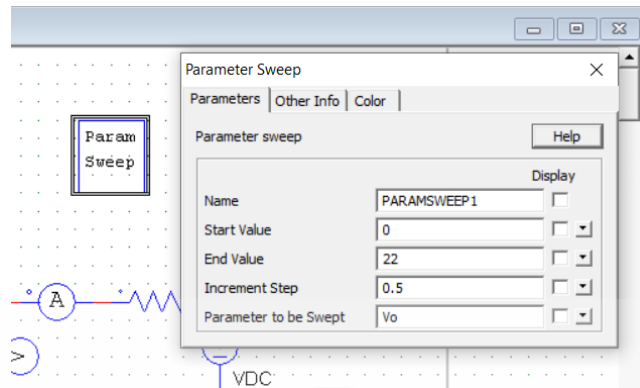 Parameter Sweep
Parameters Other Info Color
Param
Sweep
Parameter sweep Help
Display
Name PARAMSWEEP1
Start Value 0
End Value 22
Increment Step 0.5
Parameter to be Swept Vo
A
>
VDC